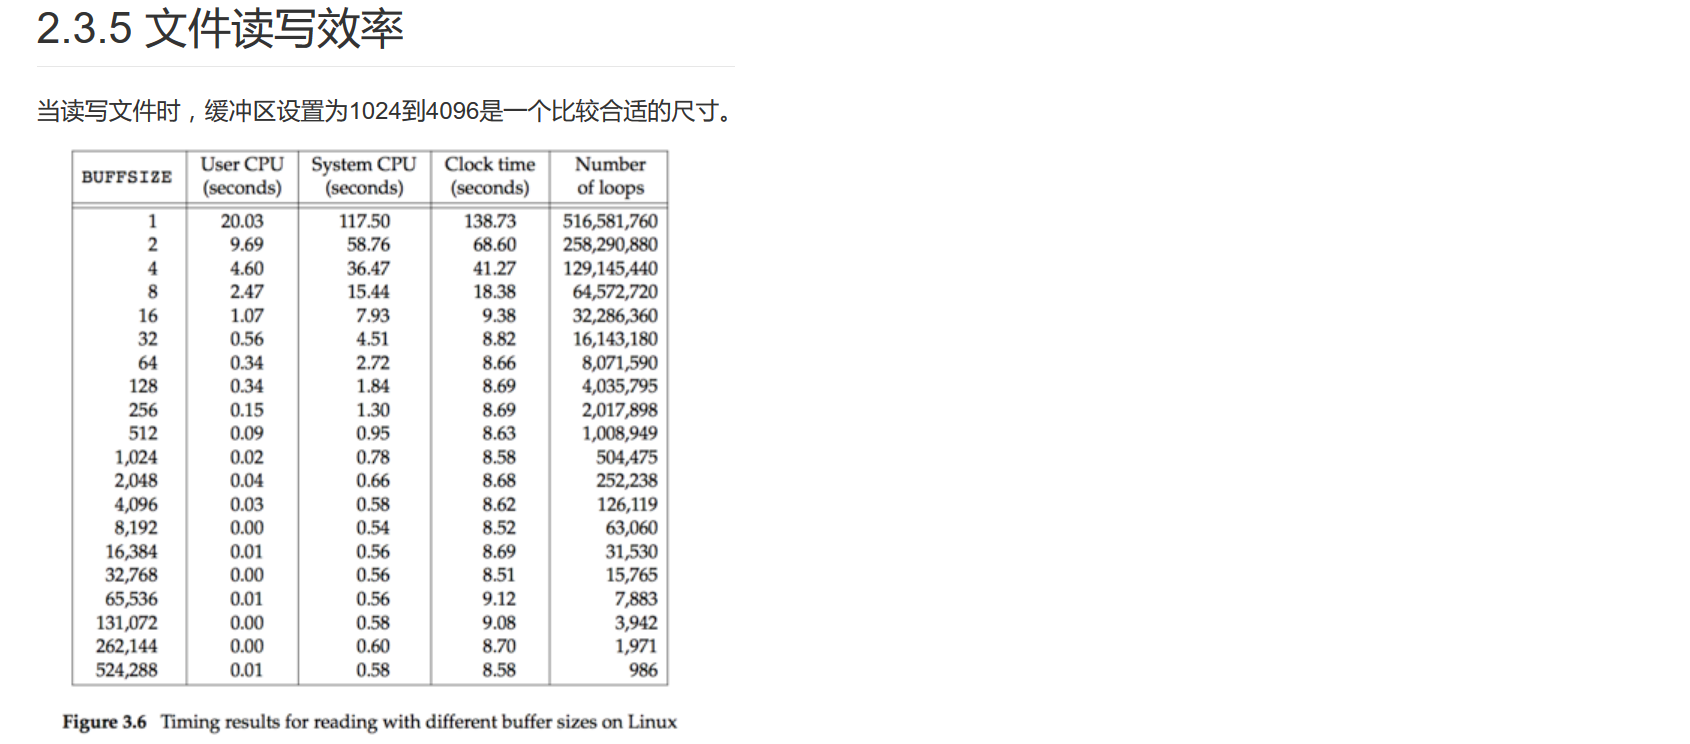 2.3.5 文件读写效率
当读写文件时，缓冲区设置为1024到4096是一个比较合适的尺寸。
BUFFSIZE User CPU (seconds) System CPU (seconds) Clock time (seconds) Number of loops
1 20.03 117.50 138.73 516,581,760
2 9.69 58.76 68.60 258,290,880
4 4.60 36.47 41.27 129,145,440
8 2.47 15.44 18.38 64,572,720
16 1.07 7.93 9.38 32,286,360
32 0.56 4.51 8.82 16,143,180
64 0.34 2.72 8.66 8,071,590
128 0.34 1.84 8.69 4,035,795
256 0.15 1.30 8.69 2,017,898
512 0.09 0.95 8.63 1,008,949
1,024 0.02 0.78 8.58 504,475
2,048 0.04 0.66 8.68 252,238
4,096 0.03 0.58 8.62 126,119
8,192 0.00 0.54 8.52 63,060
16,384 0.01 0.56 8.69 31,530
32,768 0.00 0.56 8.51 15,765
65,536 0.01 0.56 9.12 7,883
131,072 0.00 0.58 9.08 3,942
262,144 0.00 0.60 8.70 1,971
524,288 0.01 0.58 8.58 986
Figure 3.6 Timing results for reading with different buffer sizes on Linux